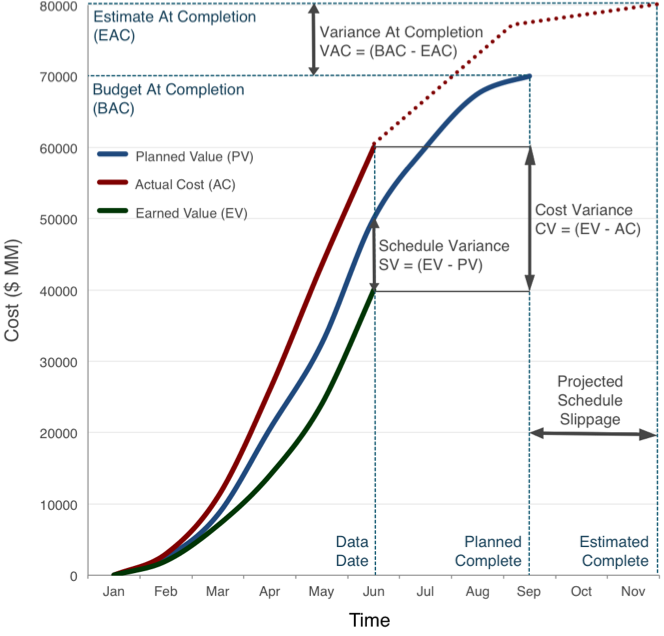 80000
Estimate At Completion
(EAC)
Variance At Completion
VAC = (BAC - EAC)
70000
Budget At Completion
(BAC)
60000
Planned Value (PV)
Actual Cost (AC)
Earned Value (EV)
50000
Cost Variance
CV = (EV - AC)
Schedule Variance
SV = (EV - PV)
40000
Cost ($ MM)
30000
Projected
Schedule
Slippage
20000
10000
Data
Date
Planned
Complete
Estimated
Complete
0
Jan Feb Mar Apr May Jun Jul Aug Sep Oct Nov
Time